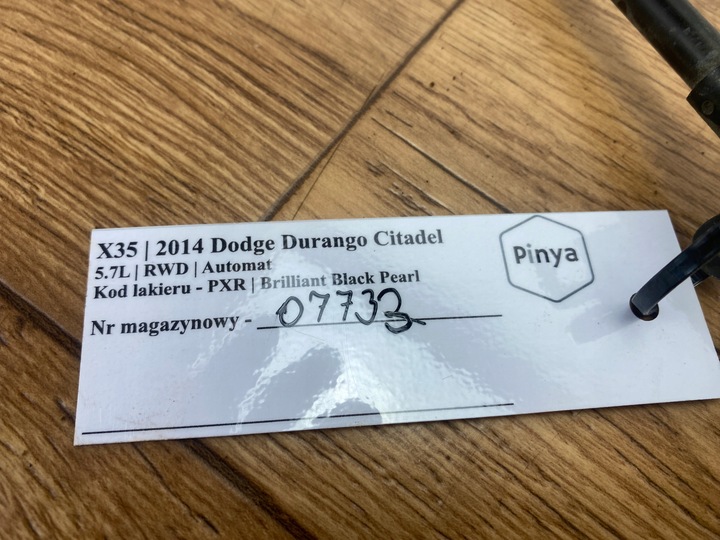 X35 | 2014 Dodge Durango Citadel
Pinya
5.7L | RWD | Automat
Kod lakieru - PXR | Brilliant Black Pearl
Nr magazynowy - 07733